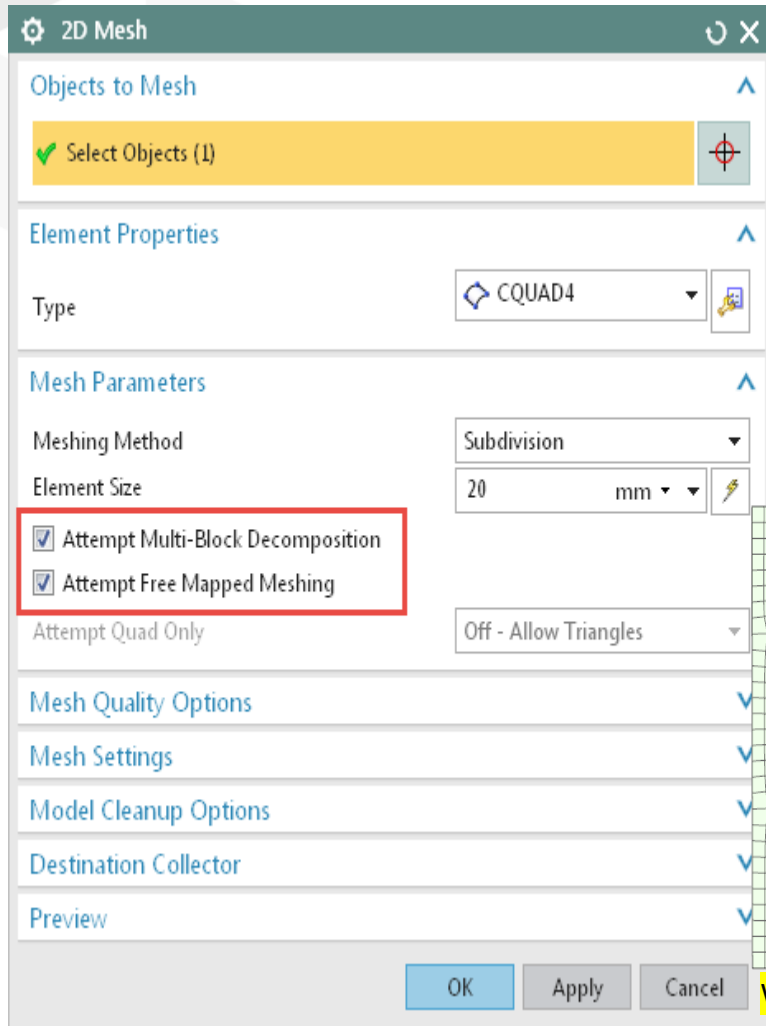 2D Mesh
Objects to Mesh
Select Objects (1)
Element Properties
Type
CQUAD4
Mesh Parameters
Meshing Method
Subdivision
Element Size
20 mm
Attempt Multi-Block Decomposition
Attempt Free Mapped Meshing
Attempt Quad Only
Off - Allow Triangles
Mesh Quality Options
Mesh Settings
Model Cleanup Options
Destination Collector
Preview
OK Apply Cancel